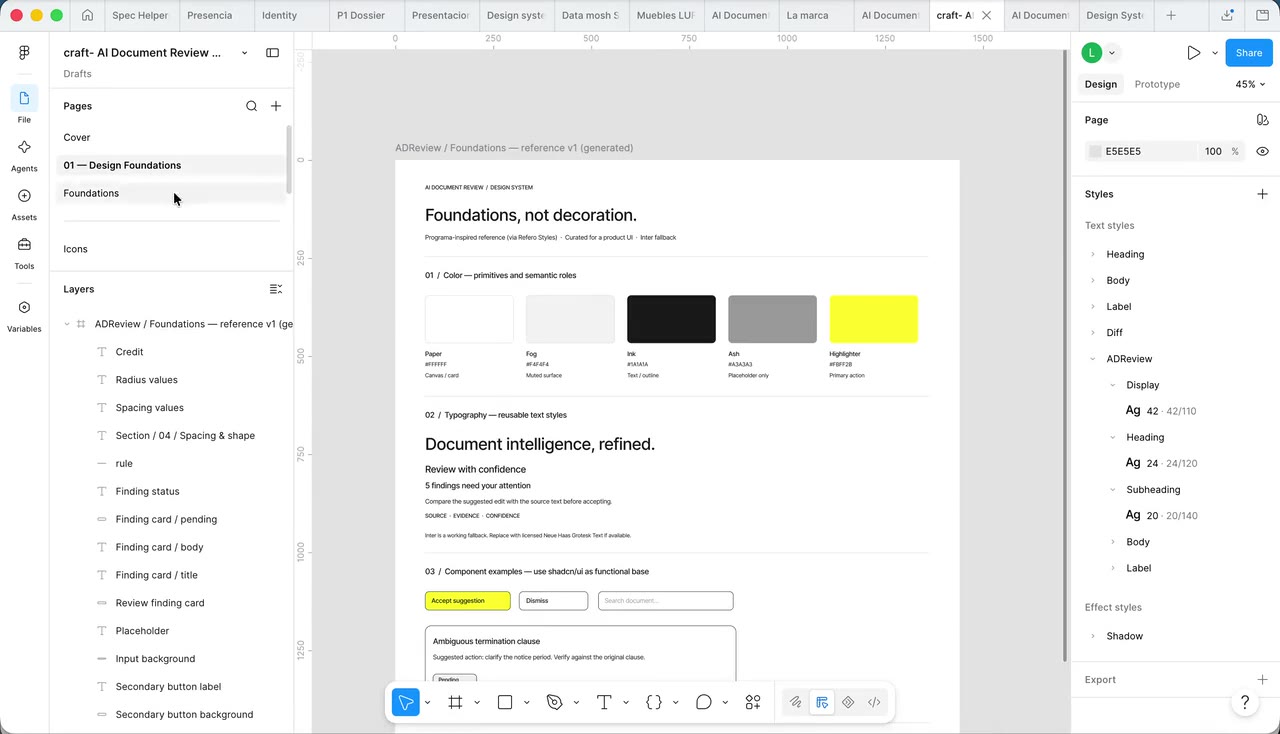 Spec Helper
Presencia
Identity
P1 Dossier
Presentacior
Design syste
Data mosh S
Muebles LUF
AI Documen
La marca
AI Document
craft- AI
AI Document
Design Syst
craft- AI Document Review ...
Drafts
File
Agents
Assets
Tools
Variables
Pages
Cover
01 — Design Foundations
Foundations
Icons
Layers
ADReview / Foundations — reference v1 (ge
Credit
Radius values
Spacing values
Section / 04 / Spacing & shape
rule
Finding status
Finding card / pending
Finding card / body
Finding card / title
Review finding card
Placeholder
Input background
Secondary button label
Secondary button background
0
250
500
750
1000
1250
1500
-250
0
250
500
750
1000
1250
ADReview / Foundations — reference v1 (generated)
AI DOCUMENT REVIEW / DESIGN SYSTEM
Foundations, not decoration.
Programa-inspired reference (via Refero Styles) · Curated for a product UI · Inter fallback
01 / Color — primitives and semantic roles
Paper
#FFFFFF
Canvas / card
Fog
#F4F4F4
Muted surface
Ink
#1A1A1A
Text / outline
Ash
#A3A3A3
Placeholder only
Highlighter
#FBFF2B
Primary action
02 / Typography — reusable text styles
Document intelligence, refined.
Review with confidence
5 findings need your attention
Compare the suggested edit with the source text before accepting.
SOURCE · EVIDENCE · CONFIDENCE
Inter is a working fallback. Replace with licensed Neue Haas Grotesk Text if available.
03 / Component examples — use shadcn/ui as functional base
Accept suggestion
Dismiss
Search document...
Ambiguous termination clause
Suggested action: clarify the notice period. Verify against the original clause.
Pending
L
Share
Design
Prototype
45%
Page
E5E5E5
100
%
Styles
Text styles
Heading
Body
Label
Diff
ADReview
Display
Ag 42 · 42/110
Heading
Ag 24 · 24/120
Subheading
Ag 20 · 20/140
Body
Label
Effect styles
Shadow
Export
?